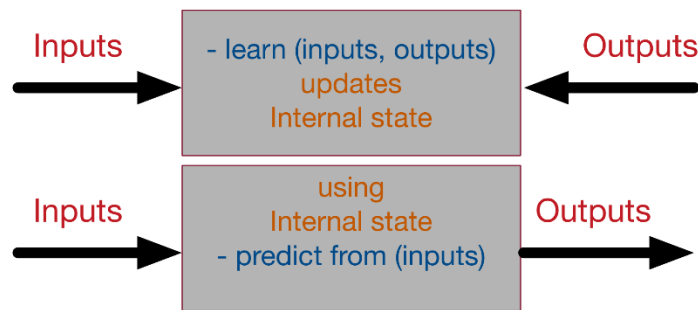 Inputs
- learn (inputs, outputs)
updates
Internal state
Outputs
Inputs
using
Internal state
- predict from (inputs)
Outputs